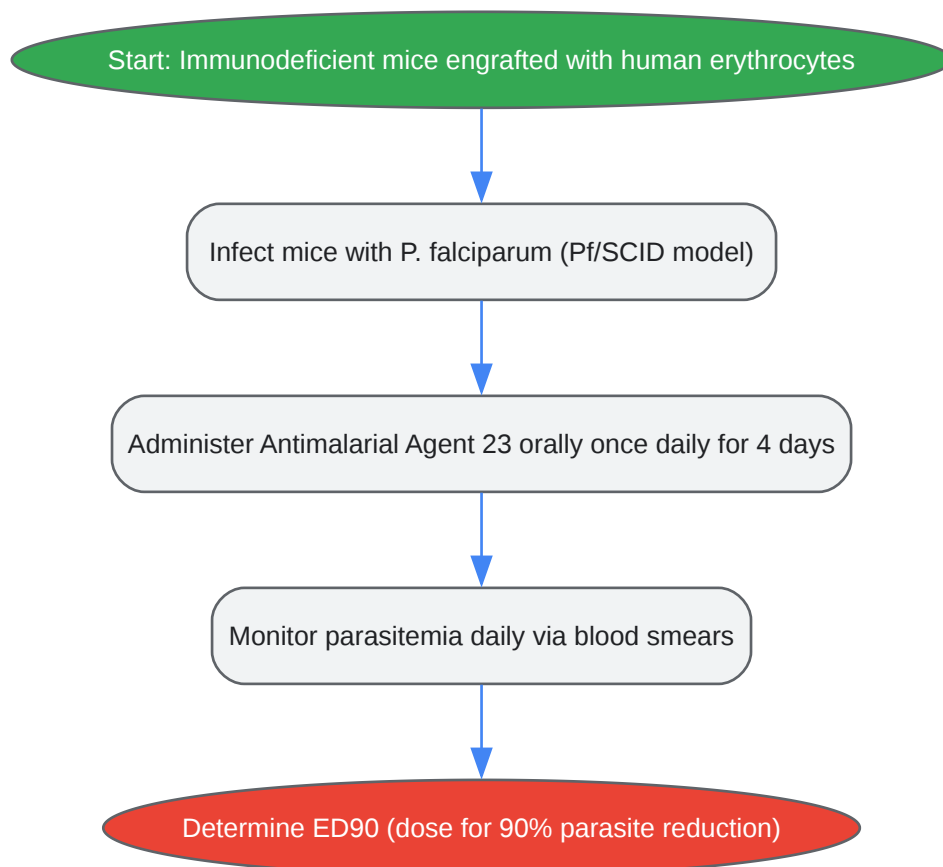 Start: Immunodeficient mice engrafted with human erythrocytes
Infect mice with P. falciparum (Pf/SCID model)
Administer Antimalarial Agent 23 orally once daily for 4 days
Monitor parasitemia daily via blood smears
Determine ED90 (dose for 90% parasite reduction)